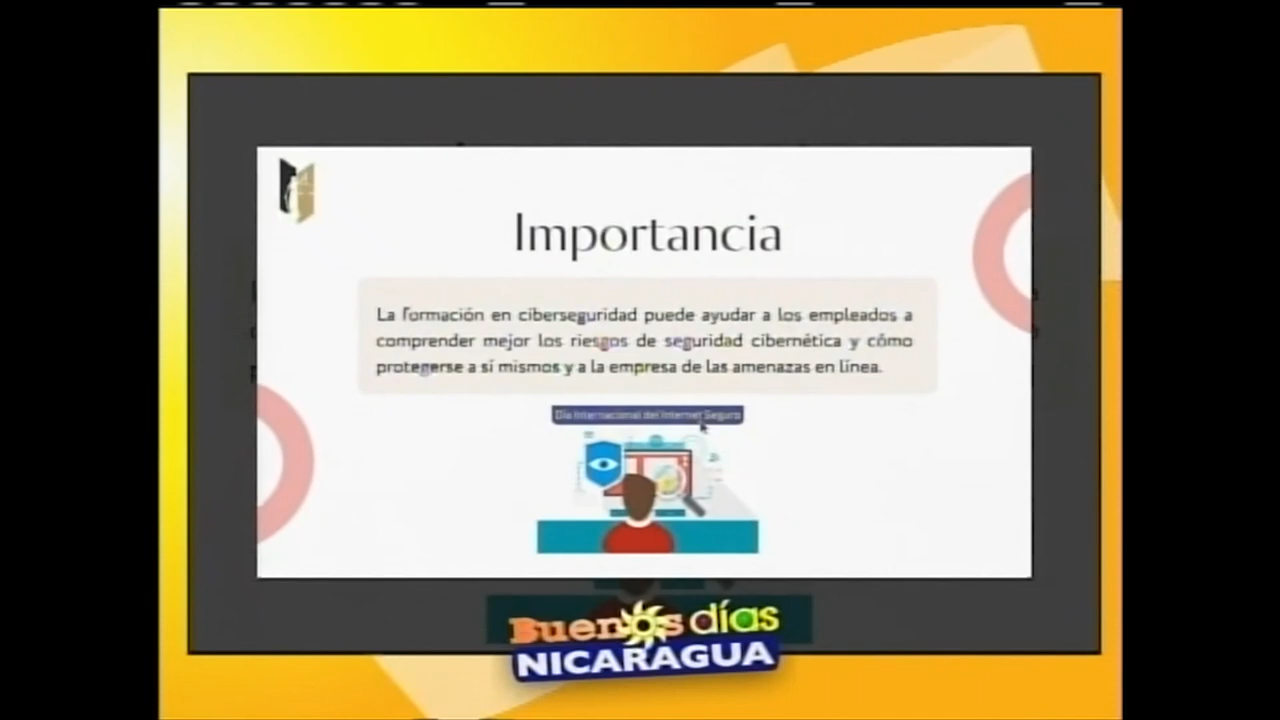 Importancia
La formación en ciberseguridad puede ayudar a los empleados a
comprender mejor los riesgos de seguridad cibernética y cómo
protegerse a sí mismos y a la empresa de las amenazas en línea.
Día Internacional del Internet Seguro
Buenos días
NICARAGUA